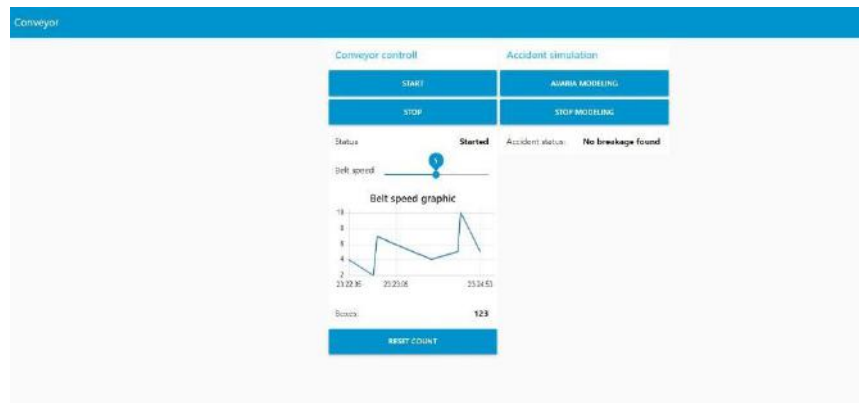 Conveyor
Conveyor controll
START
STOP
Status Started
Belt speed
5
Belt speed graphic
10
8
6
4
2
23:22:35 23:23:05 23:24:53
Boxes: 123
RESET COUNT
Accident simulation
AVARIA MODELING
STOP MODELING
Accident status: No breakage found